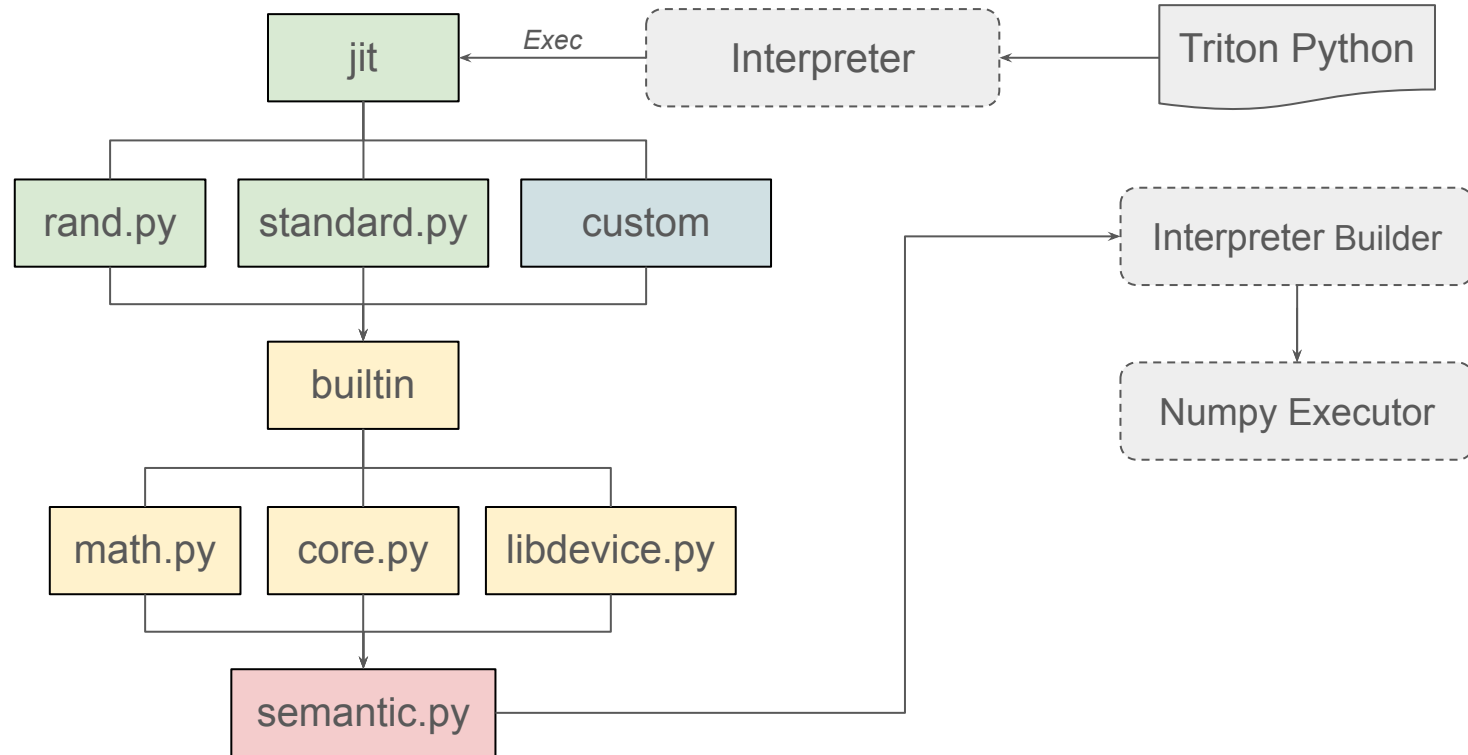 jit
Exec
Interpreter
Triton Python
rand.py
standard.py
custom
Interpreter Builder
builtin
Numpy Executor
math.py
core.py
libdevice.py
semantic.py